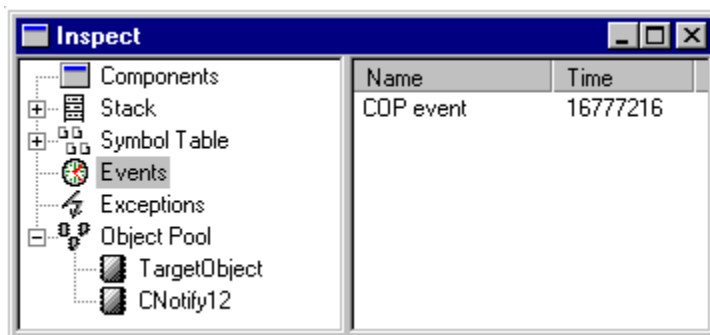 Inspect
Components
Stack
Symbol Table
Events
Exceptions
Object Pool
TargetObject
CNotify12
Name Time
COP event 16777216